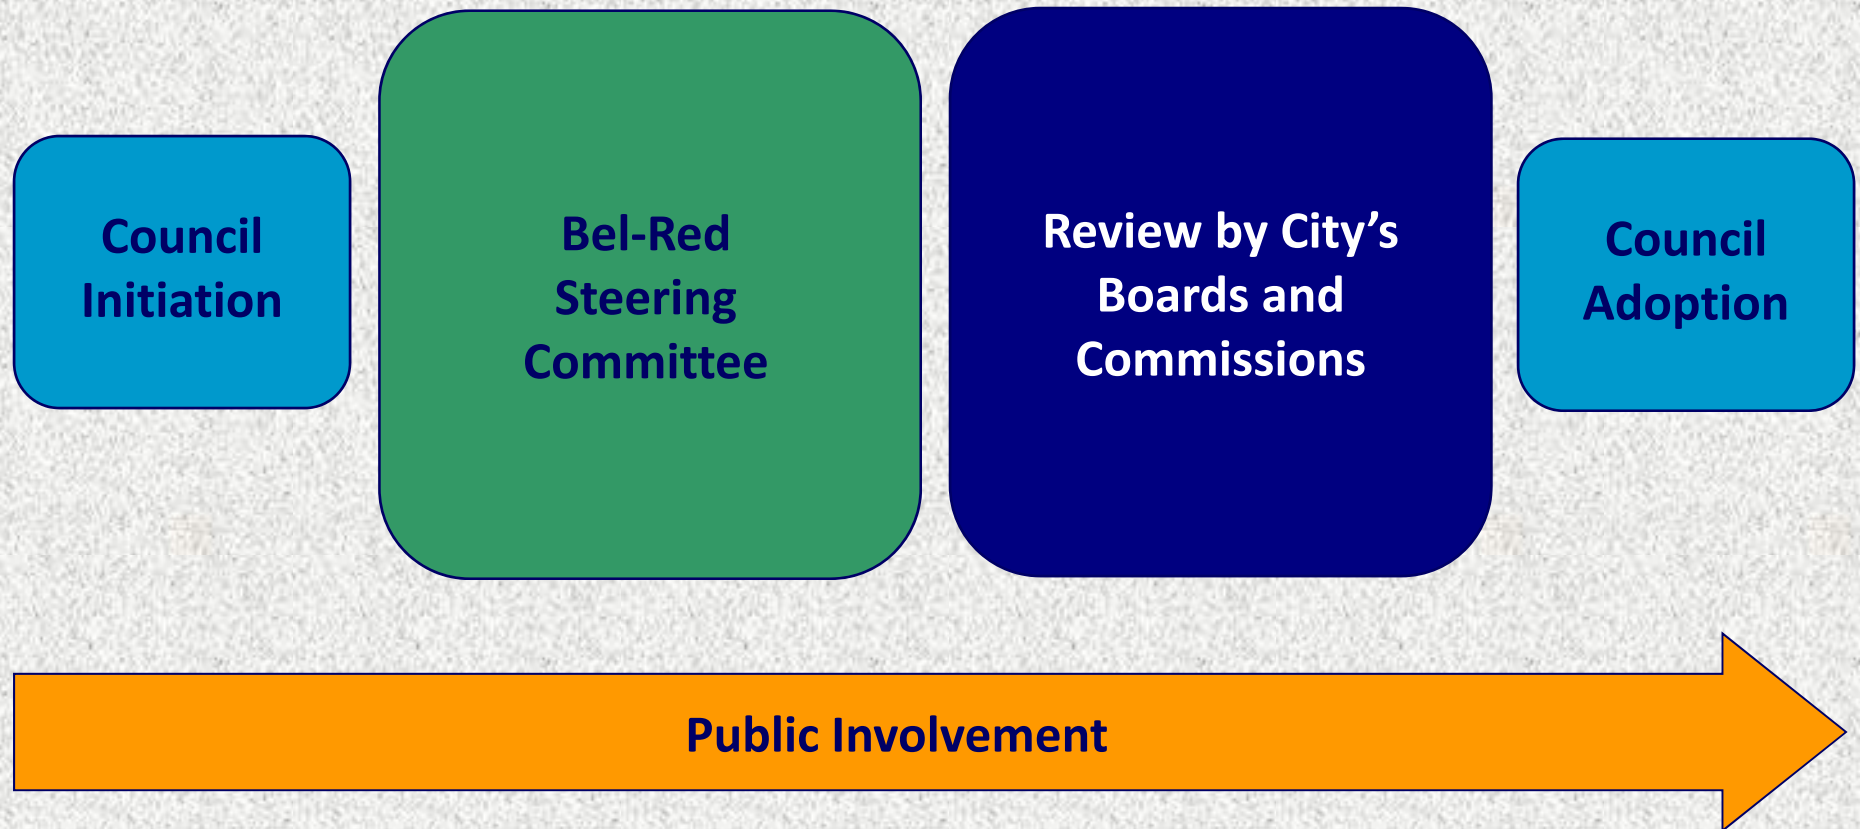 Council
Initiation
Bel-Red
Steering
Committee
Review by City’s
Boards and
Commissions
Council
Adoption
Public Involvement